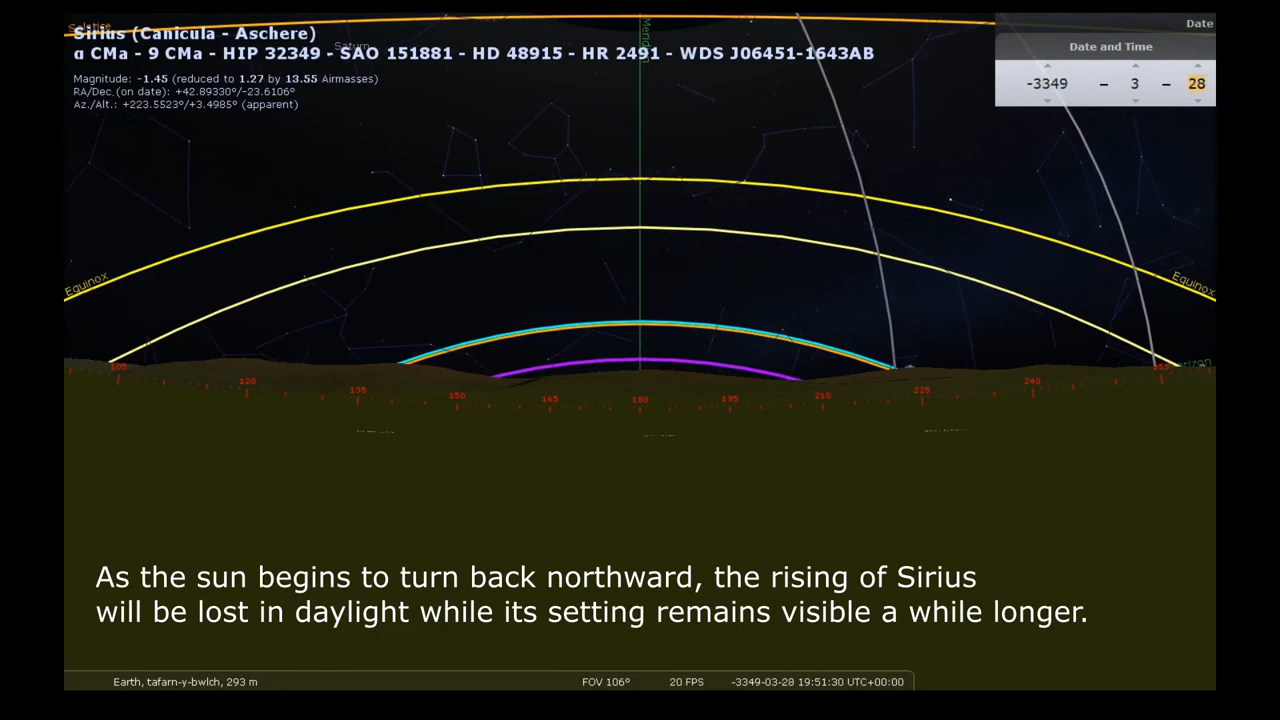 Solstice
Sirius (Canicula - Aschere)
Saturn
α CMa - 9 CMa - HIP 32349 - SAO 151881 - HD 48915 - HR 2491 - WDS J06451-1643AB
Magnitude: -1.45 (reduced to 1.27 by 13.55 Airmasses)
RA/Dec.(on date): +42.89330°/-23.6106°
Az./Alt.: +223.5523°/+3.4985° (apparent)
Meridian
Date
Date and Time
-3349 – 3 – 28
Equinox
Equinox
105 120 135 150 165 180 195 210 225 240 255
As the sun begins to turn back northward, the rising of Sirius
will be lost in daylight while its setting remains visible a while longer.
Earth, tafarn-y-bwlch, 293 m FOV 106° 20 FPS -3349-03-28 19:51:30 UTC+00:00